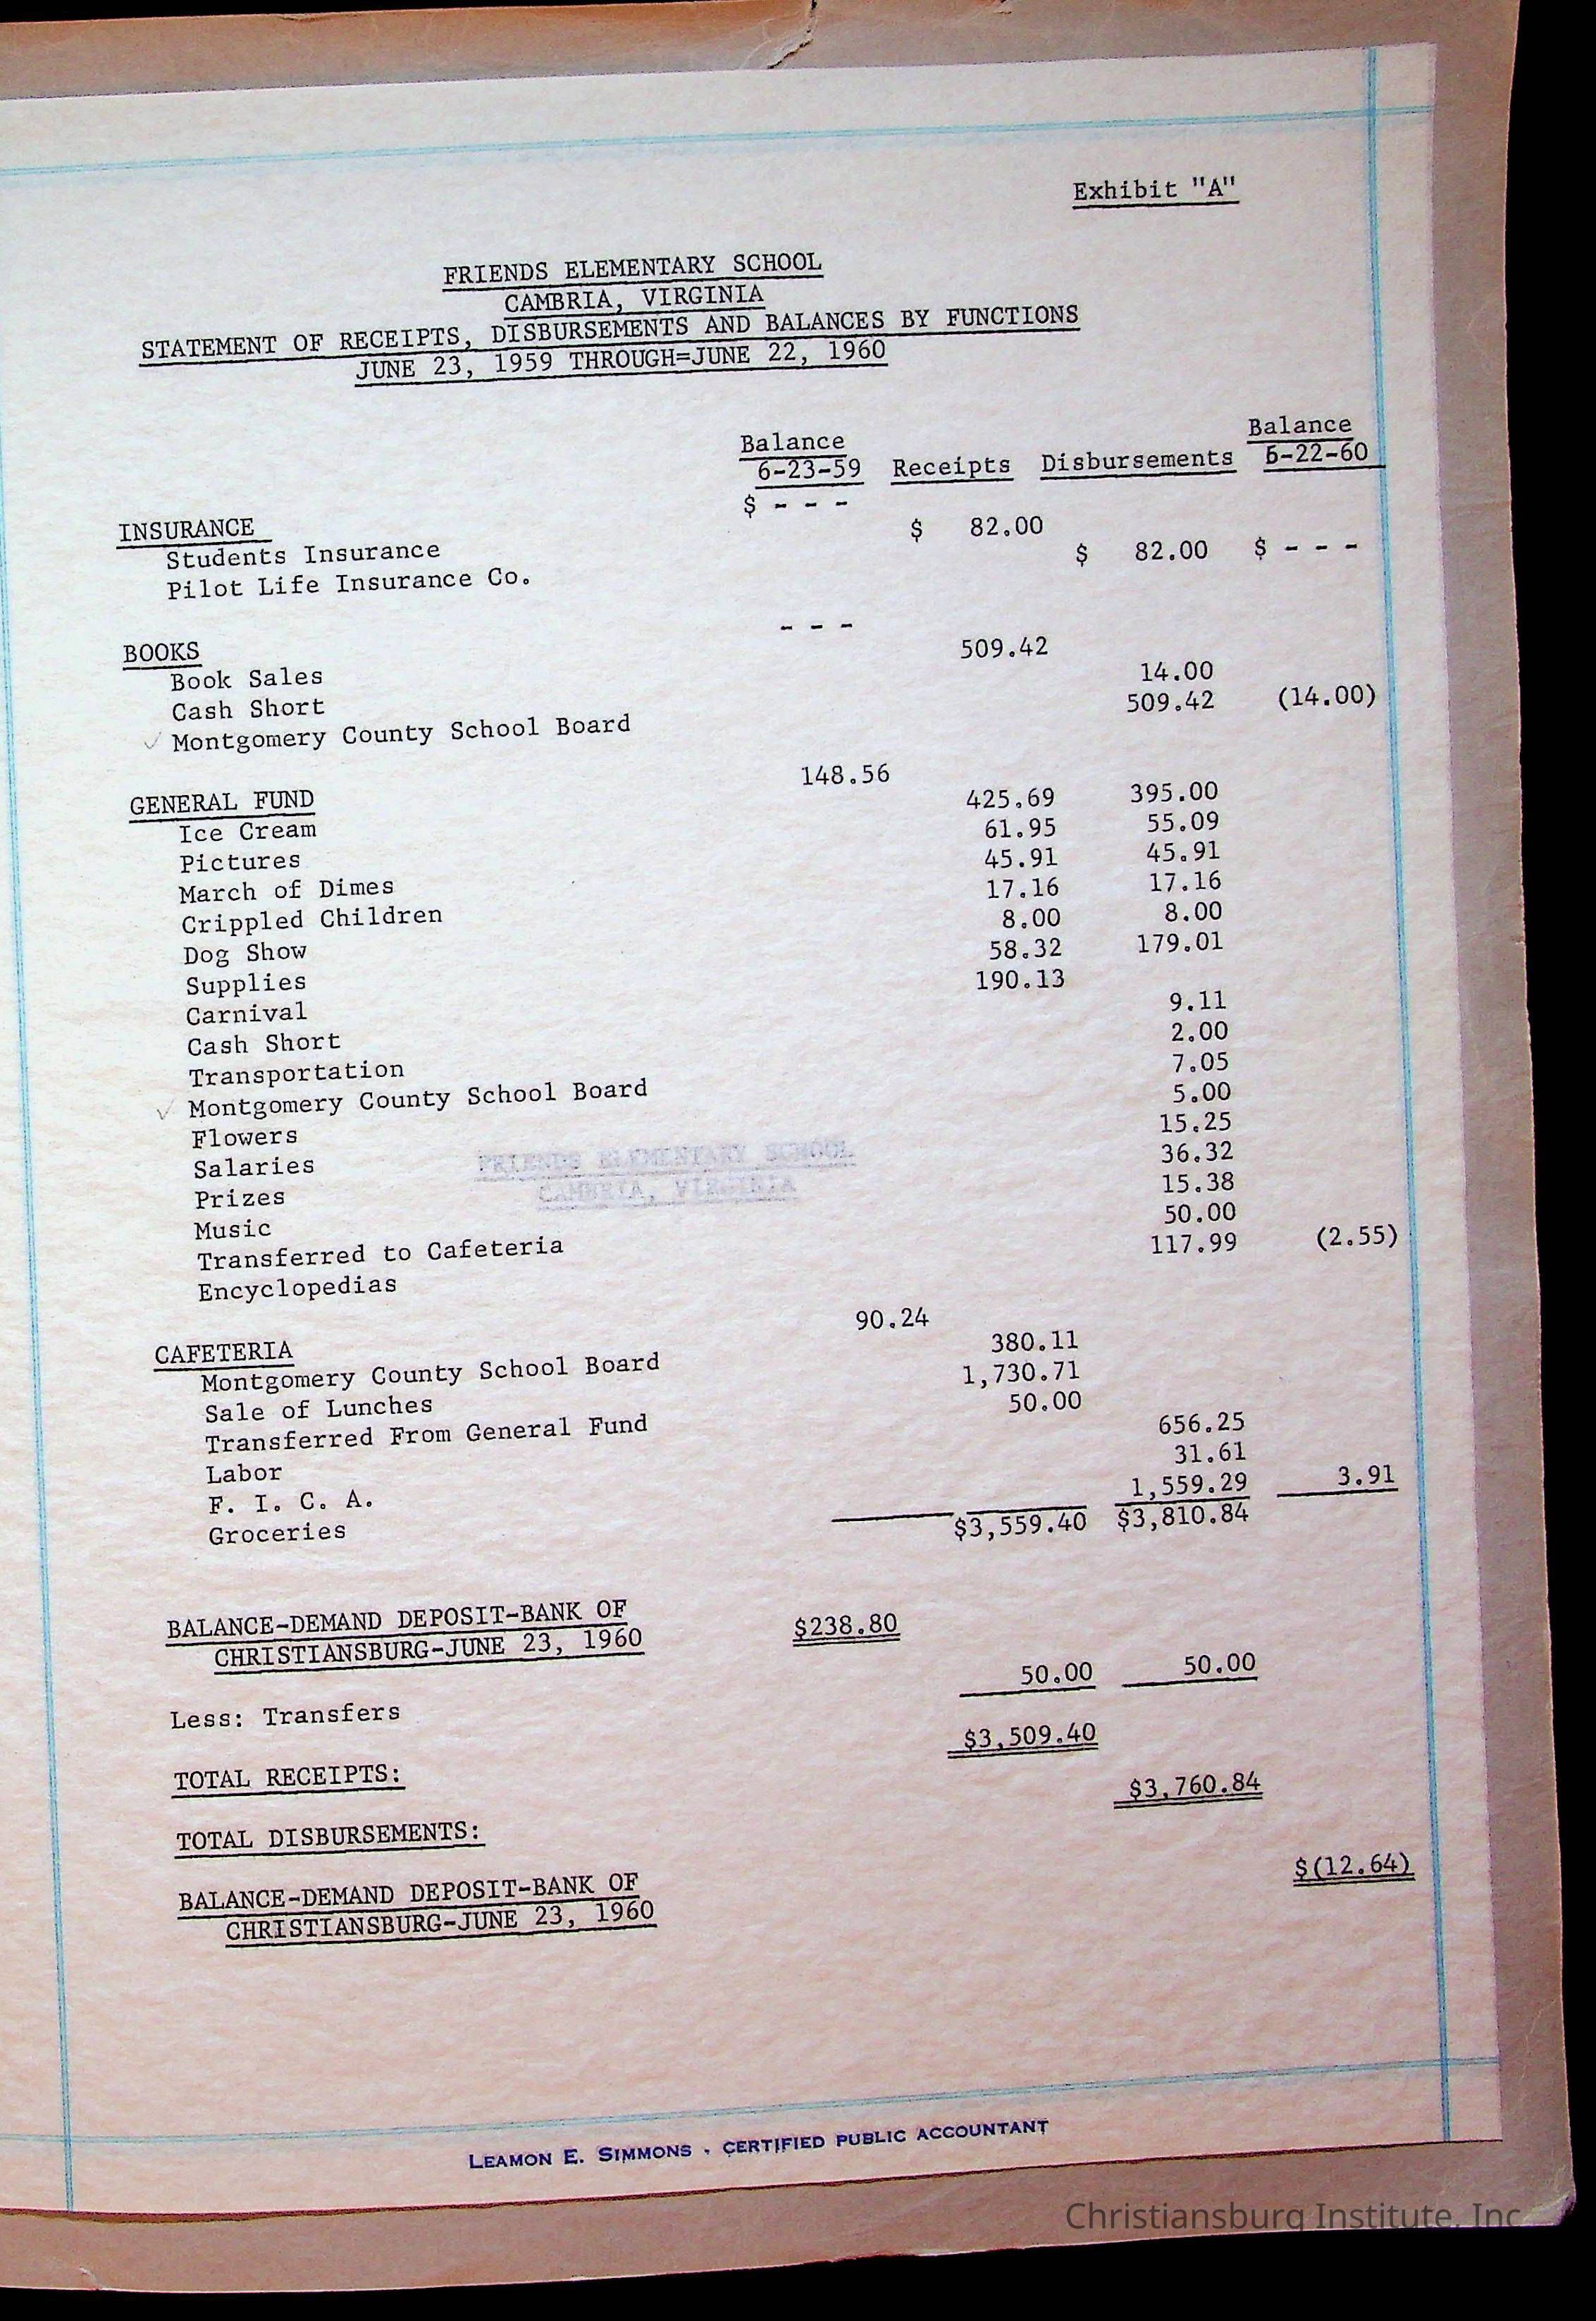 Exhibit "A"
FRIENDS ELEMENTARY SCHOOL
CAMBRIA, VIRGINIA
STATEMENT OF RECEIPTS, DISBURSEMENTS AND BALANCES BY FUNCTIONS
JUNE 23, 1959 THROUGH=JUNE 22, 1960
Balance Balance
6-23-59 Receipts Disbursements 6-22-60
INSURANCE $ - - -
Students Insurance $ 82.00
Pilot Life Insurance Co. $ 82.00 $ - - -
BOOKS - - -
Book Sales 509.42
Cash Short 14.00
✓ Montgomery County School Board 509.42 (14.00)
GENERAL FUND 148.56
Ice Cream 425.69 395.00
Pictures 61.95 55.09
March of Dimes 45.91 45.91
Crippled Children 17.16 17.16
Dog Show 8.00 8.00
Supplies 58.32 179.01
Carnival 190.13
Cash Short 9.11
Transportation 2.00
✓ Montgomery County School Board 7.05
Flowers 5.00
Salaries 15.25
Prizes 36.32
Music 15.38
Transferred to Cafeteria 50.00
Encyclopedias 117.99 (2.55)
FRIENDS ELEMENTARY SCHOOL
CAMBRIA, VIRGINIA
CAFETERIA 90.24
Montgomery County School Board 380.11
Sale of Lunches 1,730.71
Transferred From General Fund 50.00
Labor 656.25
F. I. C. A. 31.61
Groceries 1,559.29 3.91
$3,559.40 $3,810.84
BALANCE-DEMAND DEPOSIT-BANK OF
CHRISTIANSBURG-JUNE 23, 1960 $238.80
Less: Transfers 50.00 50.00
TOTAL RECEIPTS: $3,509.40
TOTAL DISBURSEMENTS: $3,760.84
BALANCE-DEMAND DEPOSIT-BANK OF
CHRISTIANSBURG-JUNE 23, 1960 $(12.64)
LEAMON E. SIMMONS · CERTIFIED PUBLIC ACCOUNTANT
Christiansburg Institute, Inc